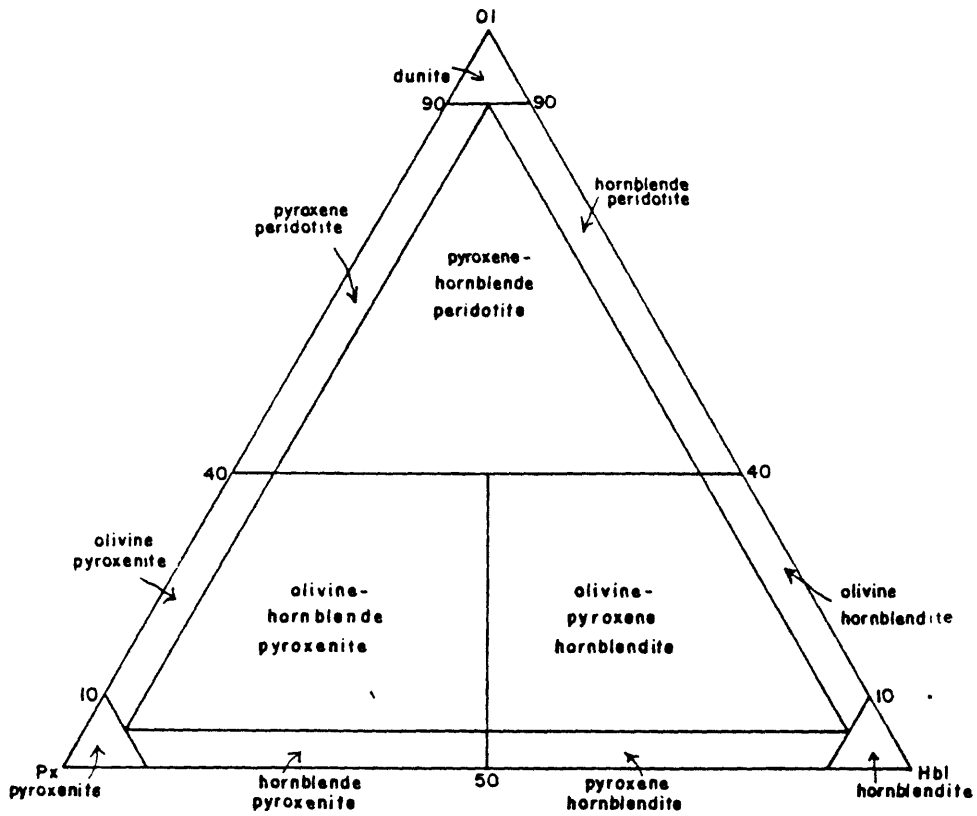 Ol
dunite
90
90
hornblende
peridotite
pyroxene
peridotite
pyroxene-
hornblende
peridotite
40
40
olivine
pyroxenite
olivine-
hornblende
pyroxenite
olivine-
pyroxene
hornblendite
olivine
hornblendite
10
10
Px
pyroxenite
hornblende
pyroxenite
50
pyroxene
hornblendite
Hbl
hornblendite